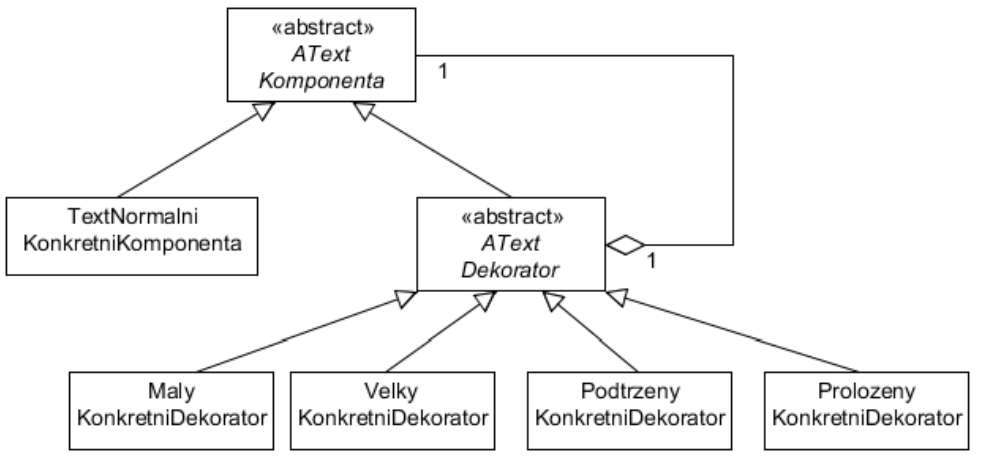 «abstract»
AText
Komponenta
1
TextNormalni
KonkretniKomponenta
«abstract»
AText
Dekorator
1
Maly
KonkretniDekorator
Velky
KonkretniDekorator
Podtrzeny
KonkretniDekorator
Prolozeny
KonkretniDekorator